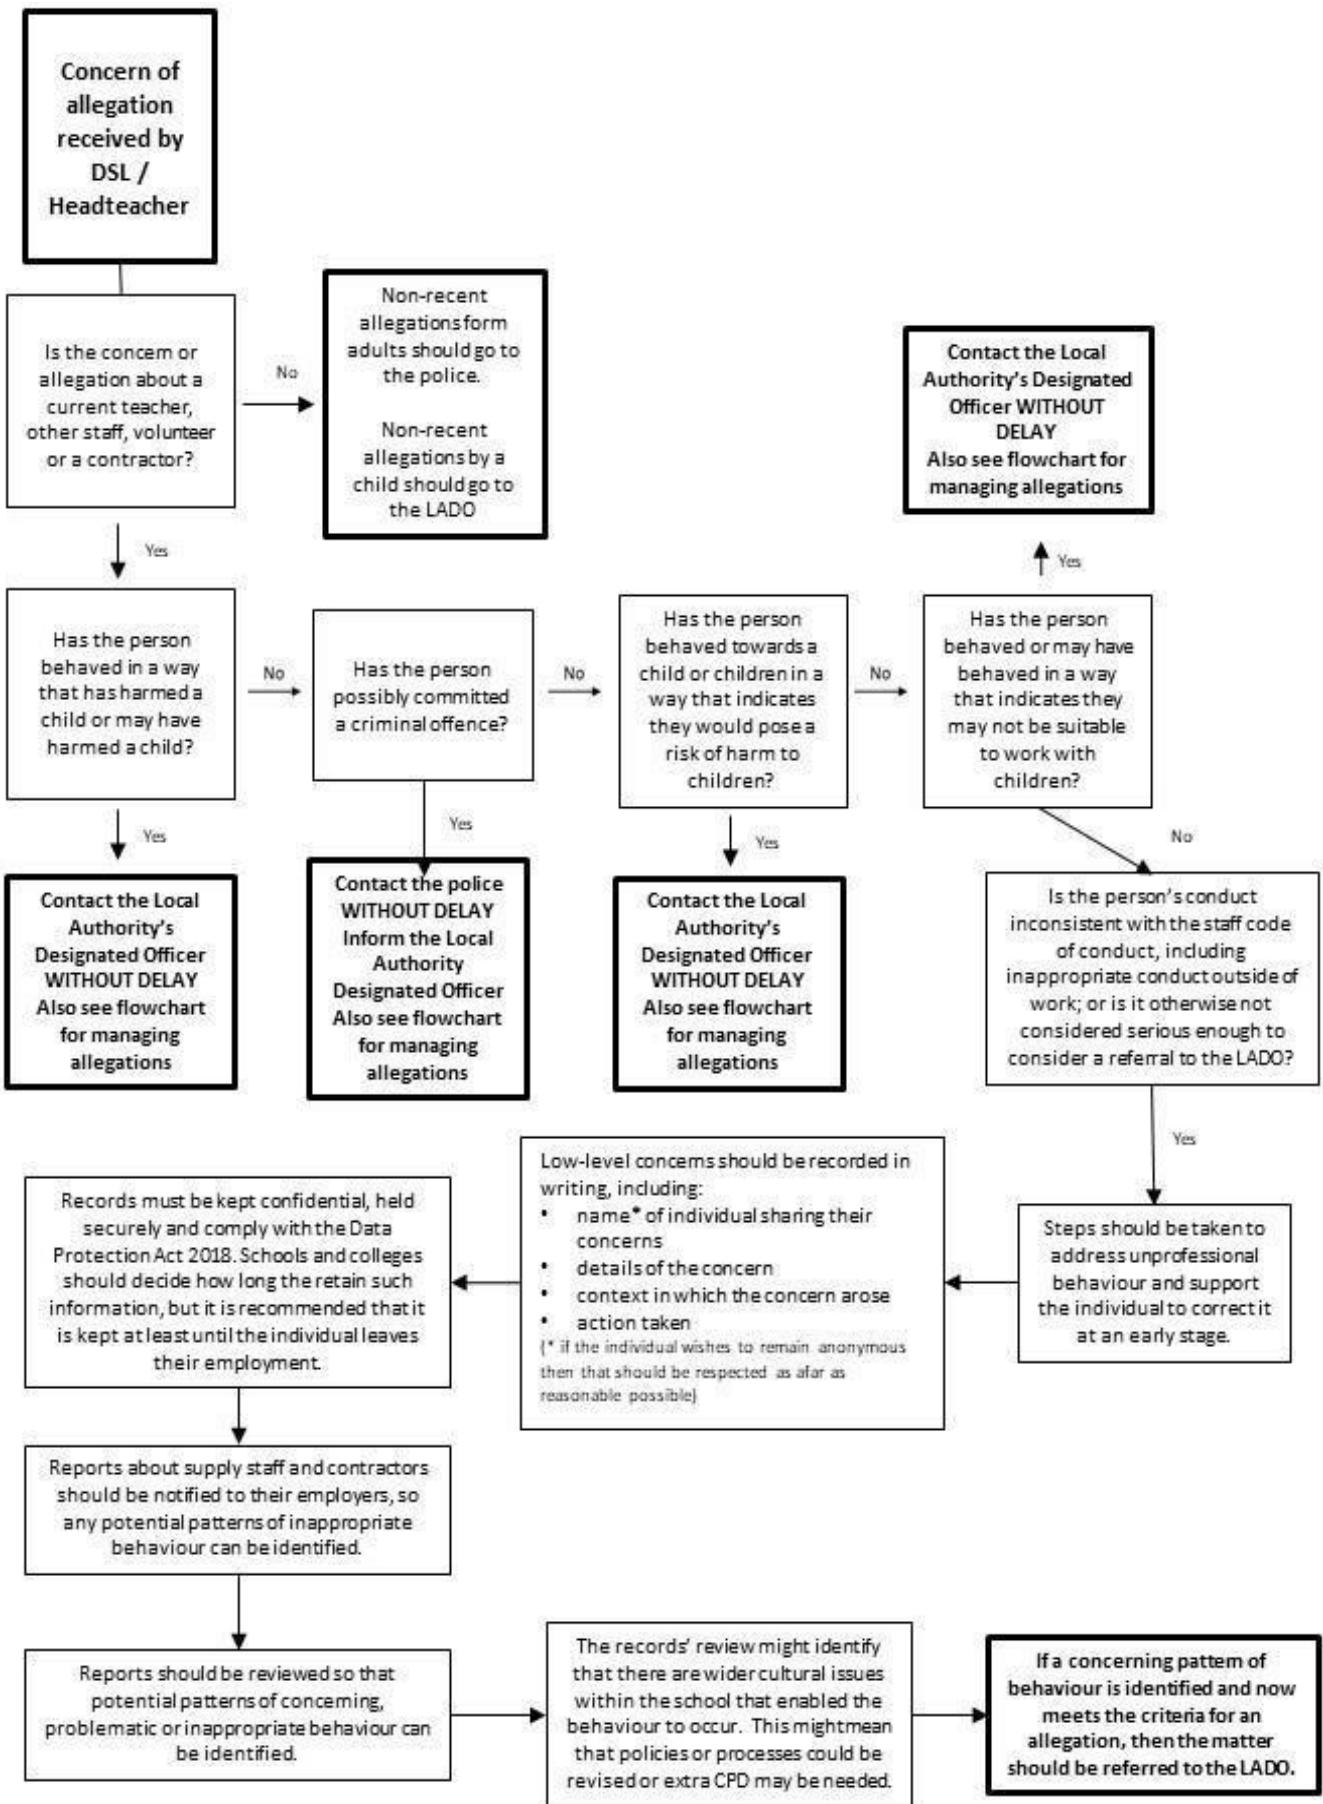 Concern of
allegation
received by
DSL /
Headteacher
Is the concern or
allegation about a
current teacher,
other staff, volunteer
or a contractor?
No
Non-recent
allegations form
adults should go to
the police.
Non-recent
allegations by a
child should go to
the LADO
Contact the Local
Authority's Designated
Officer WITHOUT
DELAY
Also see flowchart for
managing allegations
Yes
Yes
Has the person
behaved in a way
that has harmed a
child or may have
harmed a child?
No
Has the person
possibly committed
a criminal offence?
No
Has the person
behaved towards a
child or children in a
way that indicates
they would pose a
risk of harm to
children?
No
Has the person
behaved or may have
behaved in a way
that indicates they
may not be suitable
to work with
children?
Yes
Yes
Yes
No
Contact the Local
Authority's
Designated Officer
WITHOUT DELAY
Also see flowchart
for managing
allegations
Contact the police
WITHOUT DELAY
Inform the Local
Authority
Designated Officer
Also see flowchart
for managing
allegations
Contact the Local
Authority's
Designated Officer
WITHOUT DELAY
Also see flowchart
for managing
allegations
Is the person's conduct
inconsistent with the staff code
of conduct, including
inappropriate conduct outside of
work; or is it otherwise not
considered serious enough to
consider a referral to the LADO?
Yes
Steps should be taken to
address unprofessional
behaviour and support
the individual to correct it
at an early stage.
Low-level concerns should be recorded in
writing, including:
• name* of individual sharing their
concerns
• details of the concern
• context in which the concern arose
• action taken
(* if the individual wishes to remain anonymous
then that should be respected as afar as
reasonable possible)
Records must be kept confidential, held
securely and comply with the Data
Protection Act 2018. Schools and colleges
should decide how long the retain such
information, but it is recommended that it
is kept at least until the individual leaves
their employment.
Reports about supply staff and contractors
should be notified to their employers, so
any potential patterns of inappropriate
behaviour can be identified.
Reports should be reviewed so that
potential patterns of concerning,
problematic or inappropriate behaviour can
be identified.
The records' review might identify
that there are wider cultural issues
within the school that enabled the
behaviour to occur. This might mean
that policies or processes could be
revised or extra CPD may be needed.
If a concerning pattern of
behaviour is identified and now
meets the criteria for an
allegation, then the matter
should be referred to the LADO.